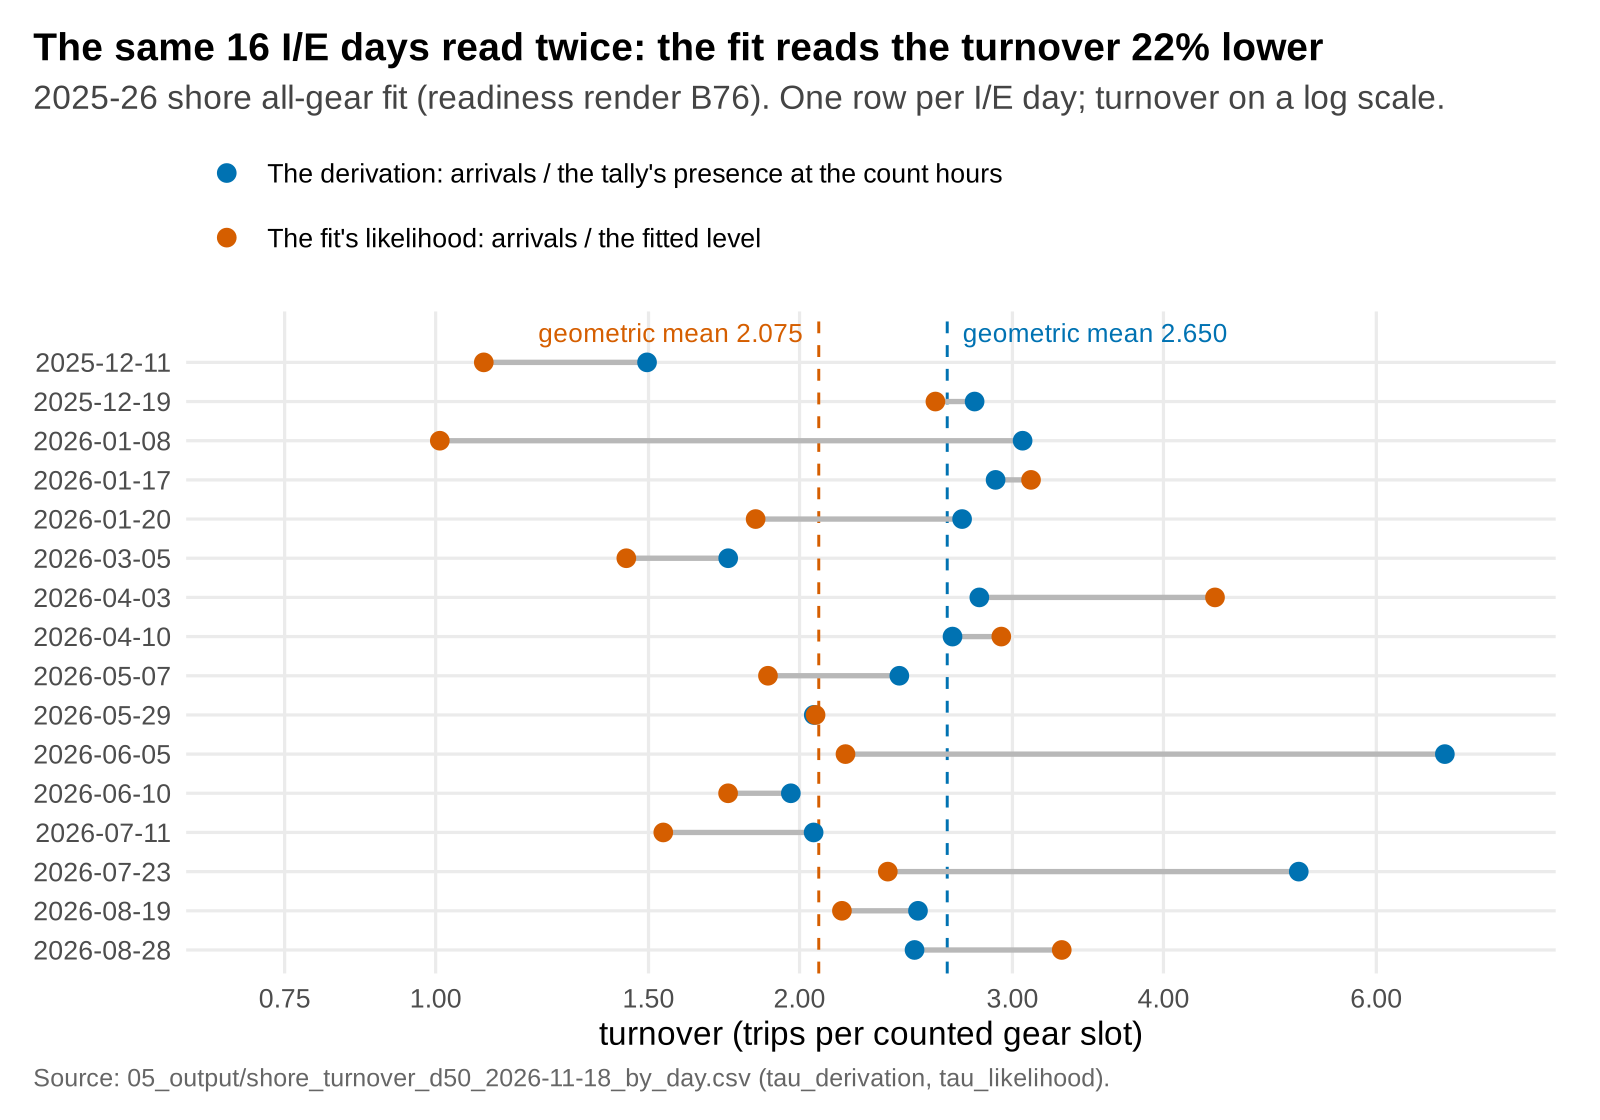 The same 16 I/E days read twice: the fit reads the turnover 22% lower
2025-26 shore all-gear fit (readiness render B76). One row per I/E day; turnover on a log scale.
The derivation: arrivals / the tally's presence at the count hours
The fit's likelihood: arrivals / the fitted level
geometric mean 2.075
geometric mean 2.650
2025-12-11
2025-12-19
2026-01-08
2026-01-17
2026-01-20
2026-03-05
2026-04-03
2026-04-10
2026-05-07
2026-05-29
2026-06-05
2026-06-10
2026-07-11
2026-07-23
2026-08-19
2026-08-28
0.75 1.00 1.50 2.00 3.00 4.00 6.00
turnover (trips per counted gear slot)
Source: 05_output/shore_turnover_d50_2026-11-18_by_day.csv (tau_derivation, tau_likelihood).